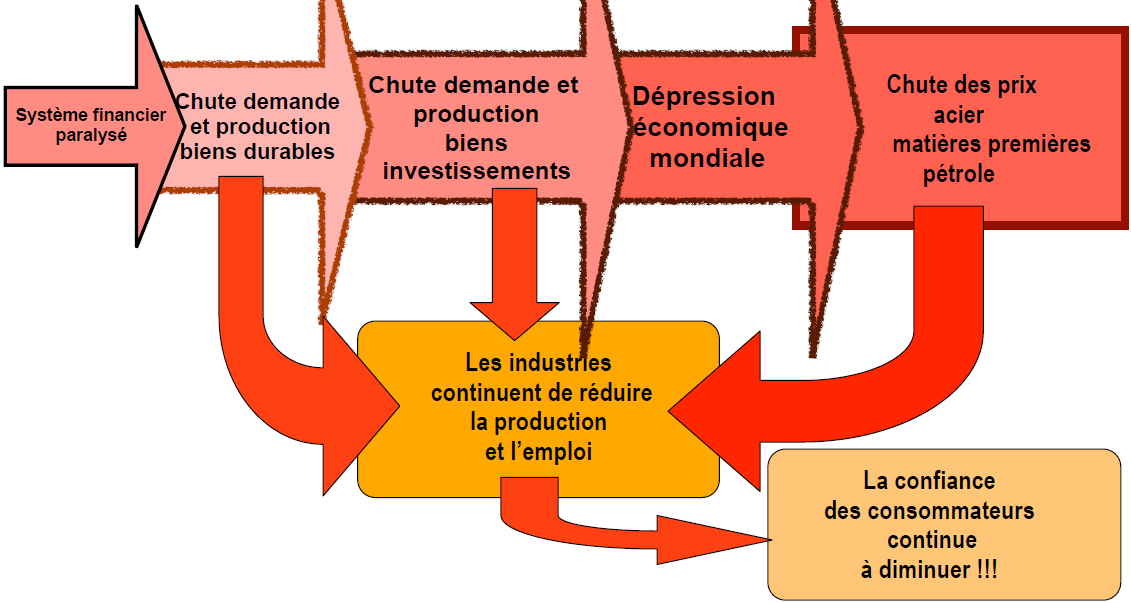 Système financier
paralysé
Chute demande
et production
biens durables
Chute demande et
production
biens
investissements
Dépression
économique
mondiale
Chute des prix
acier
matières premières
pétrole
Les industries
continuent de réduire
la production
et l'emploi
La confiance
des consommateurs
continue
à diminuer !!!